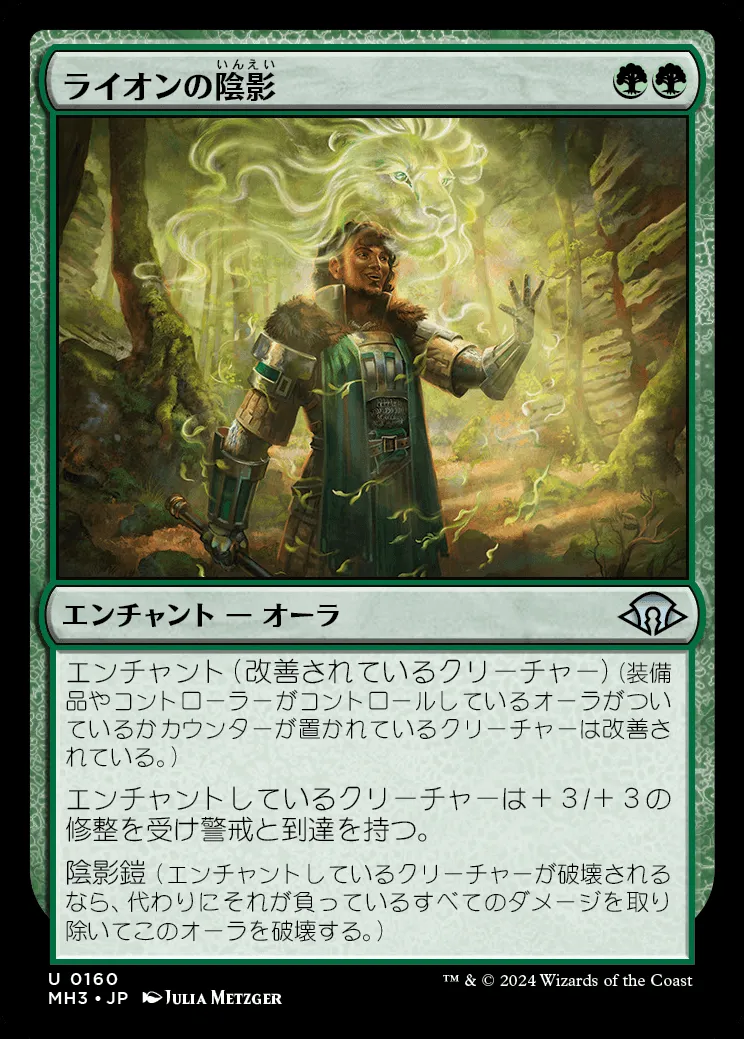 いんえい
ライオンの陰影
エンチャント — オーラ
エンチャント（改善されているクリーチャー）（装備
品やコントローラーがコントロールしているオーラがつい
ているかカウンターが置かれているクリーチャーは改善さ
れている。）
エンチャントしているクリーチャーは＋３/＋３の
修整を受け警戒と到達を持つ。
陰影鎧（エンチャントしているクリーチャーが破壊される
なら、代わりにそれが負っているすべてのダメージを取り
除いてこのオーラを破壊する。）
U 0160
MH3 • JP Julia Metzger
™ & © 2024 Wizards of the Coast